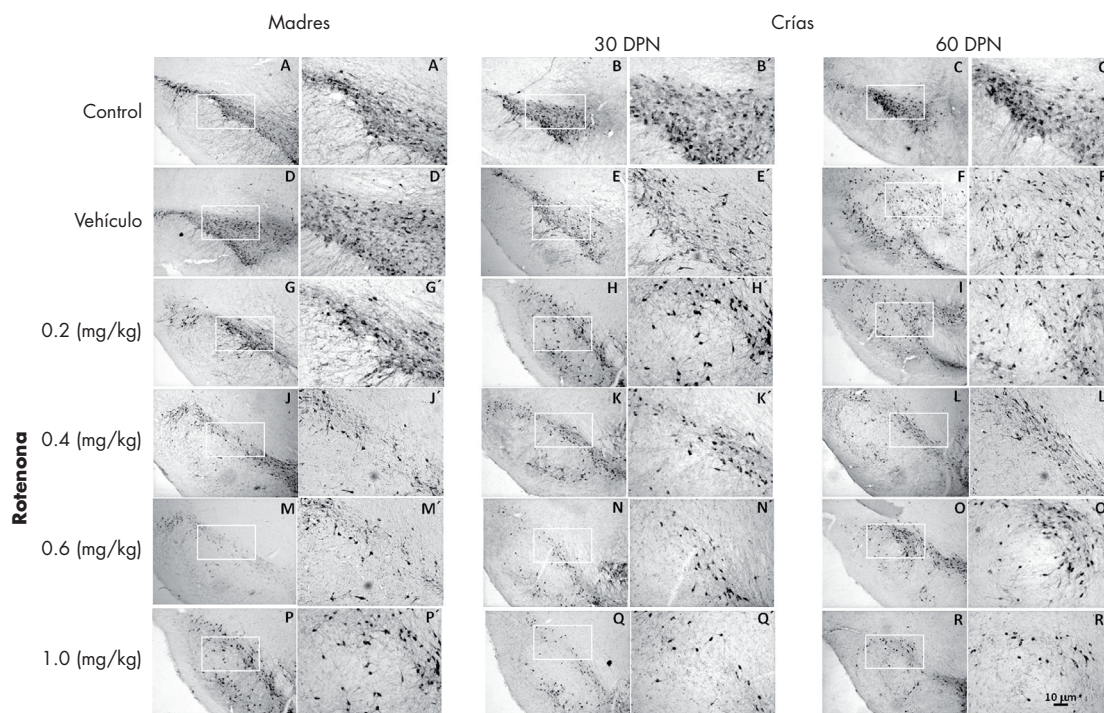 Madres
Crías
30 DPN
60 DPN
Control
A
A´
B
B´
C
C
Vehículo
D
D´
E
E´
F
F
Rotenona
0.2 (mg/kg)
G
G´
H
H´
I
I
0.4 (mg/kg)
J
J´
K
K´
L
L
0.6 (mg/kg)
M
M´
N
N´
O
O
1.0 (mg/kg)
P
P´
Q
Q´
R
R
10 µm